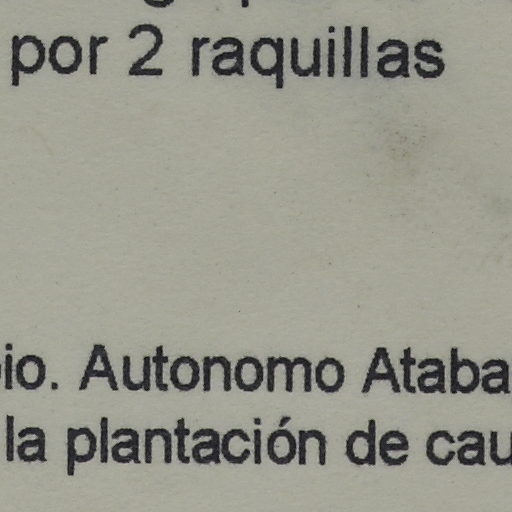 por 2 raquillas
io. Autonomo Ataba
la plantación de cau